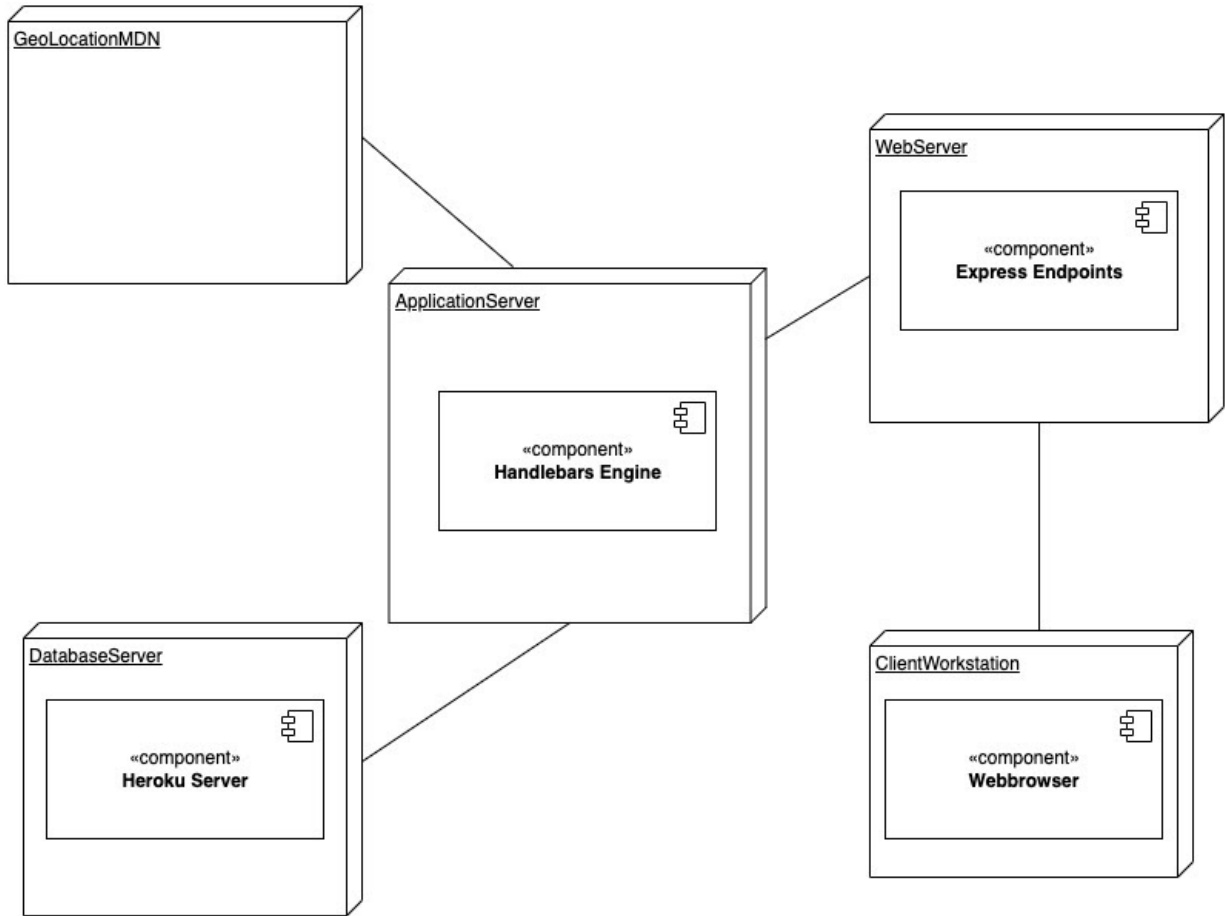 GeoLocationMDN
WebServer
«component»
Express Endpoints
ApplicationServer
«component»
Handlebars Engine
DatabaseServer
«component»
Heroku Server
ClientWorkstation
«component»
Webbrowser